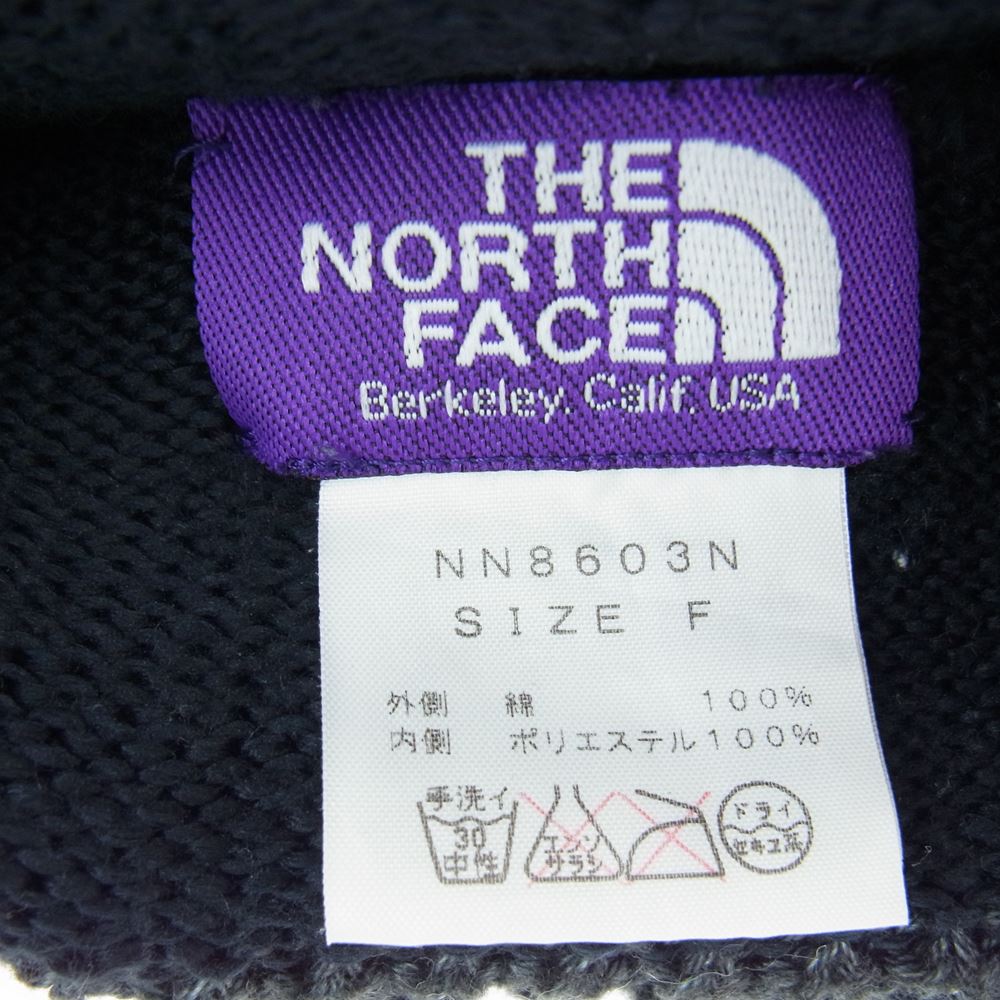 THE
NORTH
FACE
Berkeley. Calif. USA
NN8603N
SIZE F
外側 綿 100%
内側 ポリエステル100%
手洗イ
30
中性
エンソ
サラシ
ドライ
セキユ系